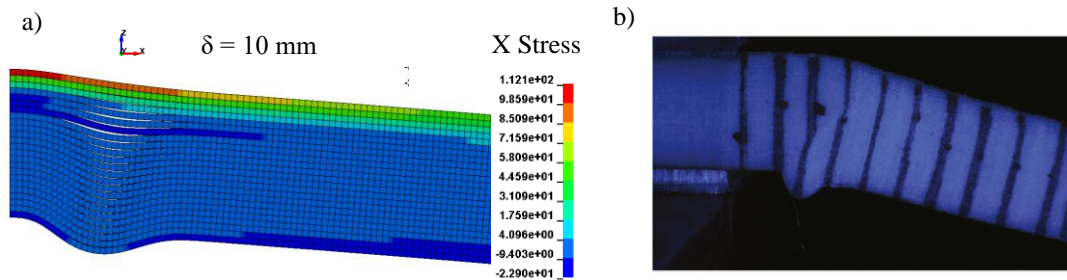 a)
δ = 10 mm
Z
Y X
X Stress
1.121e+02
9.859e+01
8.509e+01
7.159e+01
5.809e+01
4.459e+01
3.109e+01
1.759e+01
4.096e+00
-9.403e+00
-2.290e+01
b)